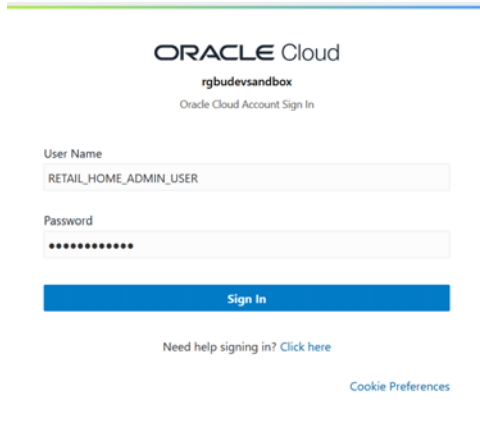 ORACLE Cloud
rgbudevsandbox
Oracle Cloud Account Sign In
User Name
RETAIL_HOME_ADMIN_USER
Password
••••••••••••
Sign In
Need help signing in? Click here
Cookie Preferences